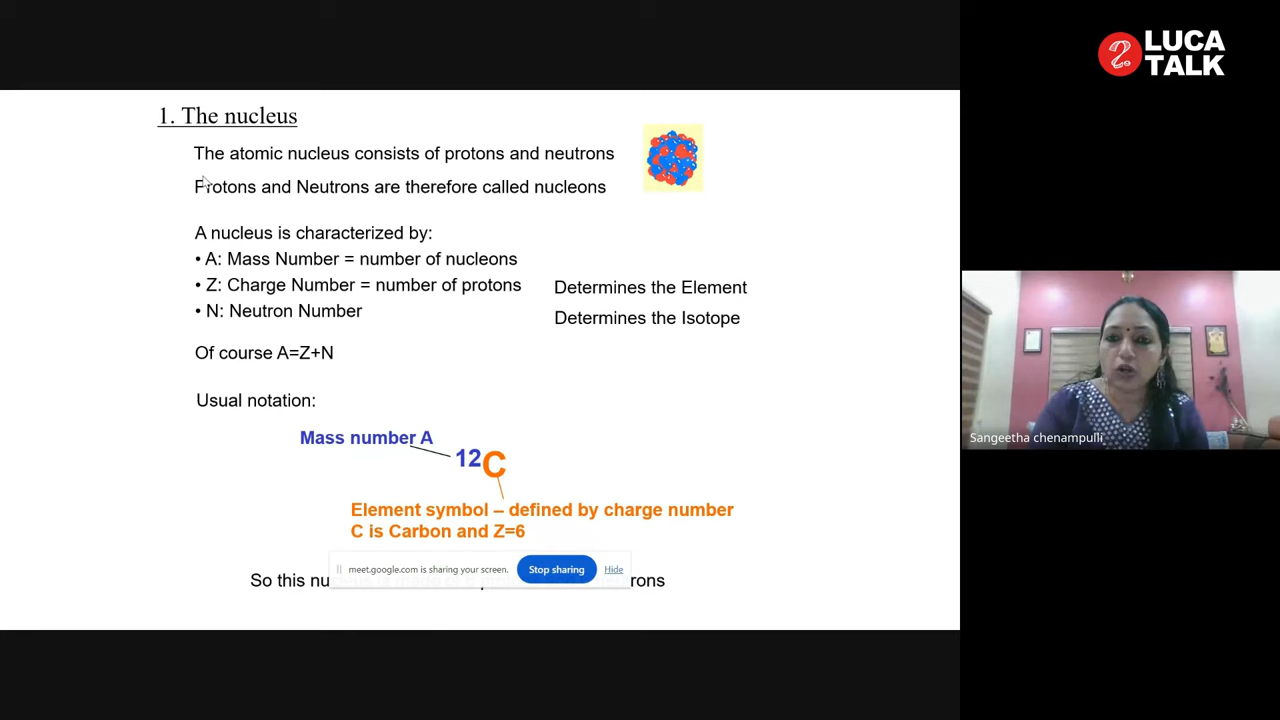 LUCA
TALK
1. The nucleus
The atomic nucleus consists of protons and neutrons
Protons and Neutrons are therefore called nucleons
A nucleus is characterized by:
• A: Mass Number = number of nucleons
• Z: Charge Number = number of protons
Determines the Element
• N: Neutron Number
Determines the Isotope
Of course A=Z+N
Usual notation:
Mass number A
12C
Element symbol – defined by charge number
C is Carbon and Z=6
meet.google.com is sharing your screen.
Stop sharing
Hide
So this
Sangeetha chenampulli